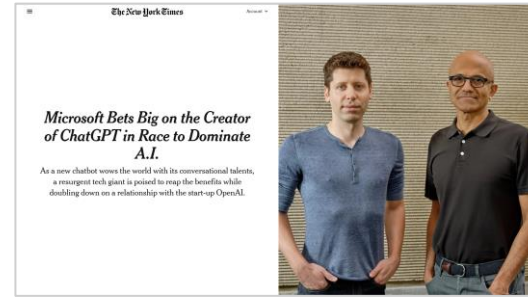 The New York Times
Account
Microsoft Bets Big on the Creator
of ChatGPT in Race to Dominate
A.I.
As a new chatbot wows the world with its conversational talents,
a resurgent tech giant is poised to reap the benefits while
doubling down on a relationship with the start-up OpenAI.